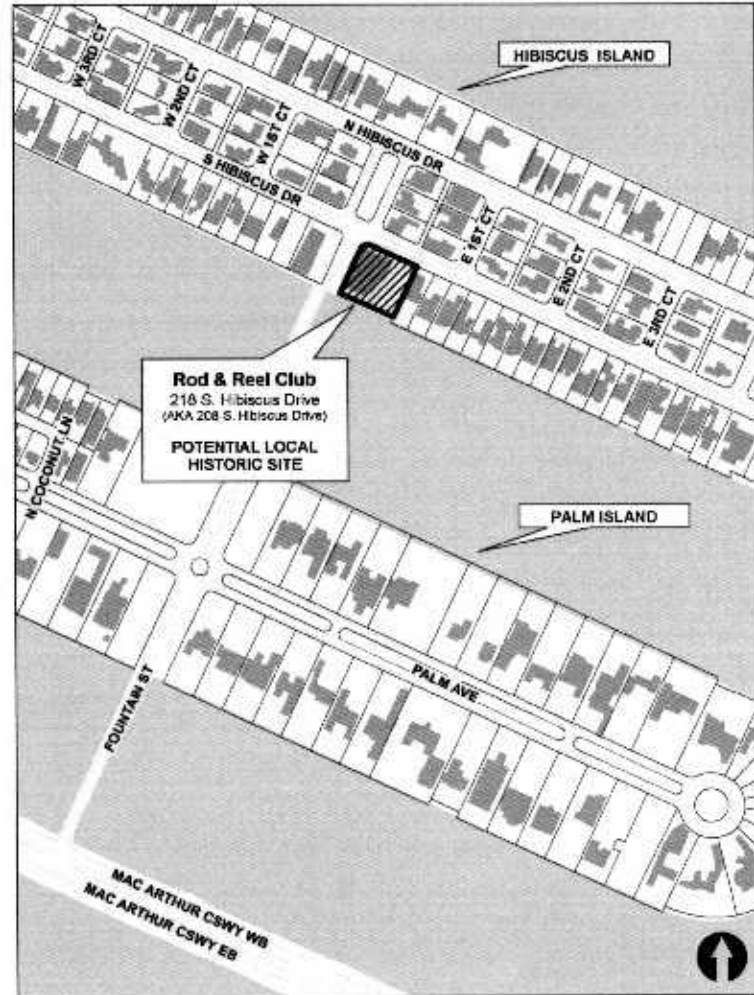 HIBISCUS ISLAND
W 3RD CT
W 2ND CT
W 1ST CT
N HIBISCUS DR
S HIBISCUS DR
E 1ST CT
E 2ND CT
E 3RD CT
Rod & Reel Club
218 S. Hibiscus Drive
(AKA 208 S. Hibiscus Drive)
POTENTIAL LOCAL
HISTORIC SITE
N COCONUT LN
PALM ISLAND
PALM AVE
FOUNTAIN ST
MAC ARTHUR CSWY WB
MAC ARTHUR CSWY EB